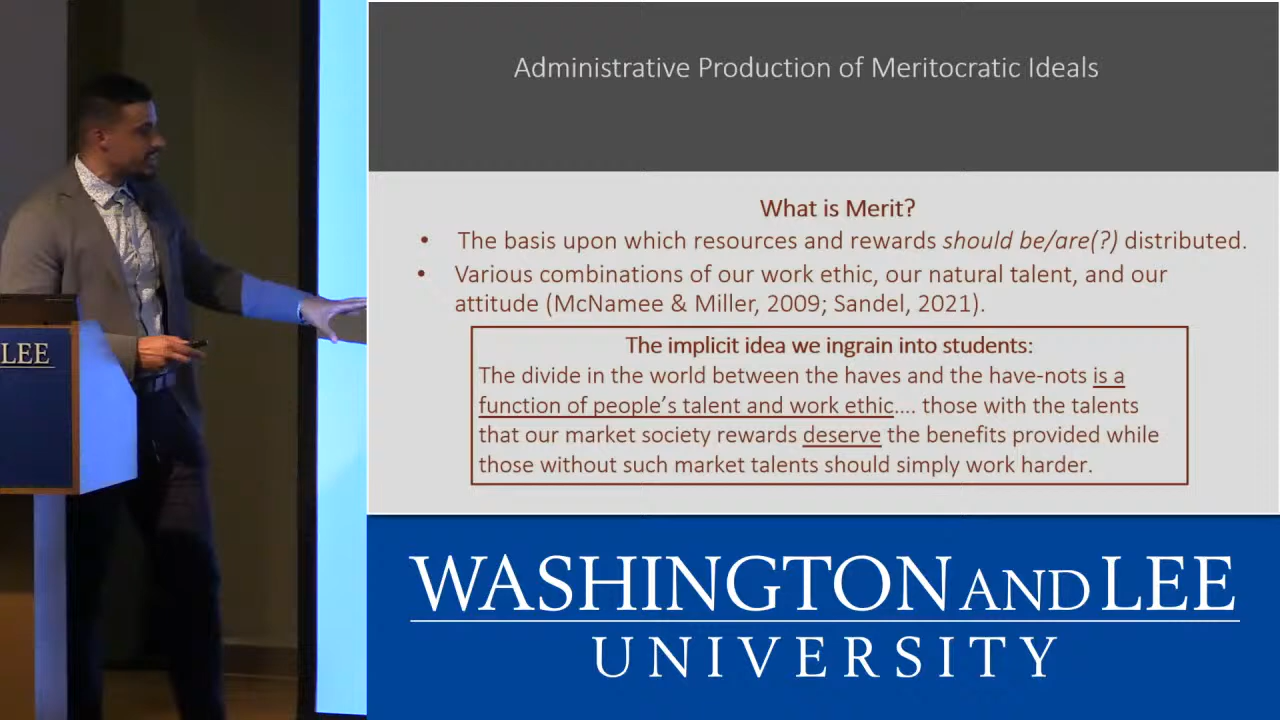 Administrative Production of Meritocratic Ideals
What is Merit?
• The basis upon which resources and rewards should be/are(?) distributed.
• Various combinations of our work ethic, our natural talent, and our
attitude (McNamee & Miller, 2009; Sandel, 2021).
The implicit idea we ingrain into students:
The divide in the world between the haves and the have-nots is a
function of people's talent and work ethic.... those with the talents
that our market society rewards deserve the benefits provided while
those without such market talents should simply work harder.
LEE
WASHINGTON AND LEE
UNIVERSITY